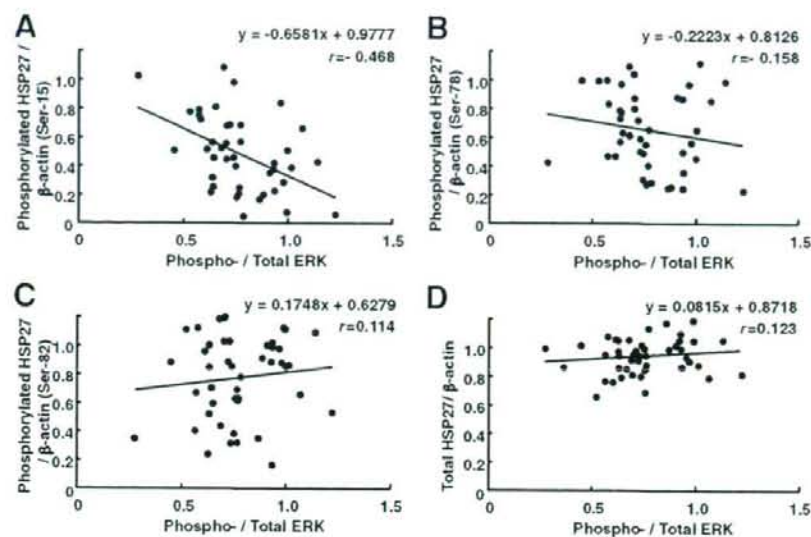 A
y = -0.6581x + 0.9777
r=- 0.468
Phosphorylated HSP27 /
β-actin (Ser-15)
1.0
0.8
0.6
0.4
0.2
0
0.5
1.0
1.5
Phospho- / Total ERK
B
y = -0.2223x + 0.8126
r=- 0.158
Phosphorylated HSP27
/ β-actin (Ser-78)
1.0
0.8
0.6
0.4
0.2
0
0
0.5
1.0
1.5
Phospho- / Total ERK
C
y = 0.1748x + 0.6279
r=0.114
Phosphorylated HSP27
/ β-actin (Ser-82)
1.0
0.8
0.6
0.4
0.2
0
0
0.5
1.0
1.5
Phospho- / Total ERK
D
y = 0.0815x + 0.8718
r=0.123
Total HSP27/ β-actin
1.0
0.8
0.6
0.4
0.2
0
0
0.5
1.0
1.5
Phospho- / Total ERK